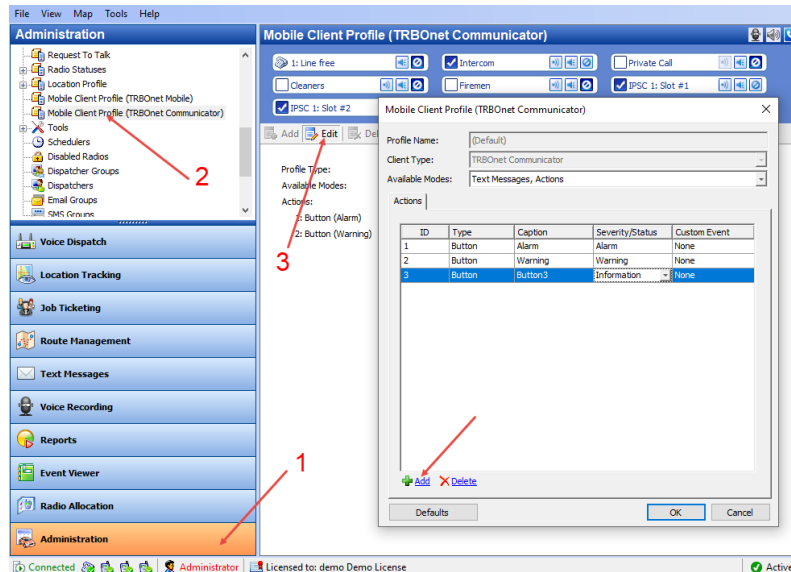 File View Map Tools Help
Administration
Request To Talk
Radio Statuses
Location Profile
Mobile Client Profile (TRBOnet Mobile)
Mobile Client Profile (TRBOnet Communicator)
Tools
Schedulers
Disabled Radios
Dispatcher Groups
Dispatchers
Email Groups
SMS Groups
2
Voice Dispatch
Location Tracking
Job Ticketing
Route Management
Text Messages
Voice Recording
Reports
Event Viewer
Radio Allocation
Administration
1
Mobile Client Profile (TRBOnet Communicator)
1: Line free Intercom Private Call
Cleaners Firemen IPSC 1: Slot #1
IPSC 1: Slot #2
Add Edit
Profile Type:
Available Modes:
Actions:
1: Button (Alarm)
2: Button (Warning)
3
Mobile Client Profile (TRBOnet Communicator)
Profile Name: (Default)
Client Type: TRBOnet Communicator
Available Modes: Text Messages, Actions
Actions
ID Type Caption Severity/Status Custom Event
1 Button Alarm Alarm None
2 Button Warning Warning None
3 Button Button3 Information None
Add Delete
Defaults OK Cancel
Connected Administrator Licensed to: demo Demo License Active